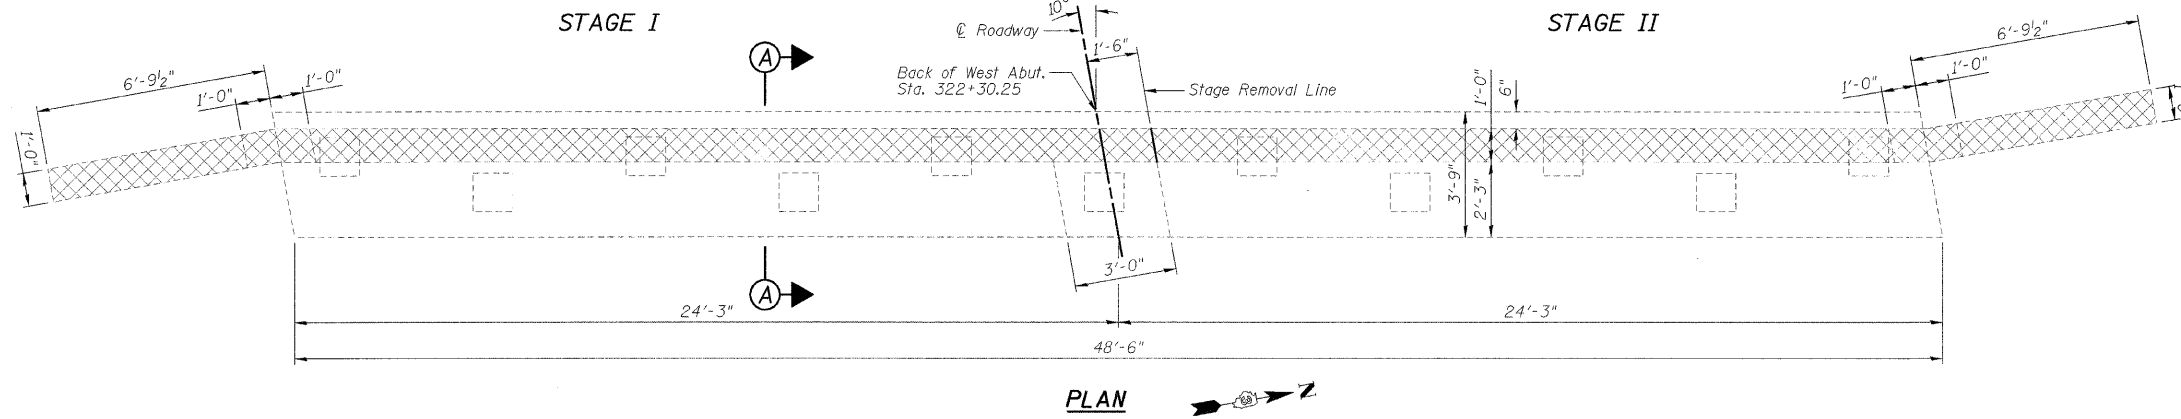 STAGE I
10°
℄ Roadway
STAGE II
6'-9½"
1'-0"
1'-0"
A
1'-6"
Back of West Abut.
Sta. 322+30.25
Stage Removal Line
1'-0"
6"
1'-0"
1'-0"
6'-9½"
1'-0"
3'-9"
2'-3"
3'-0"
A
24'-3"
24'-3"
48'-6"
PLAN
N